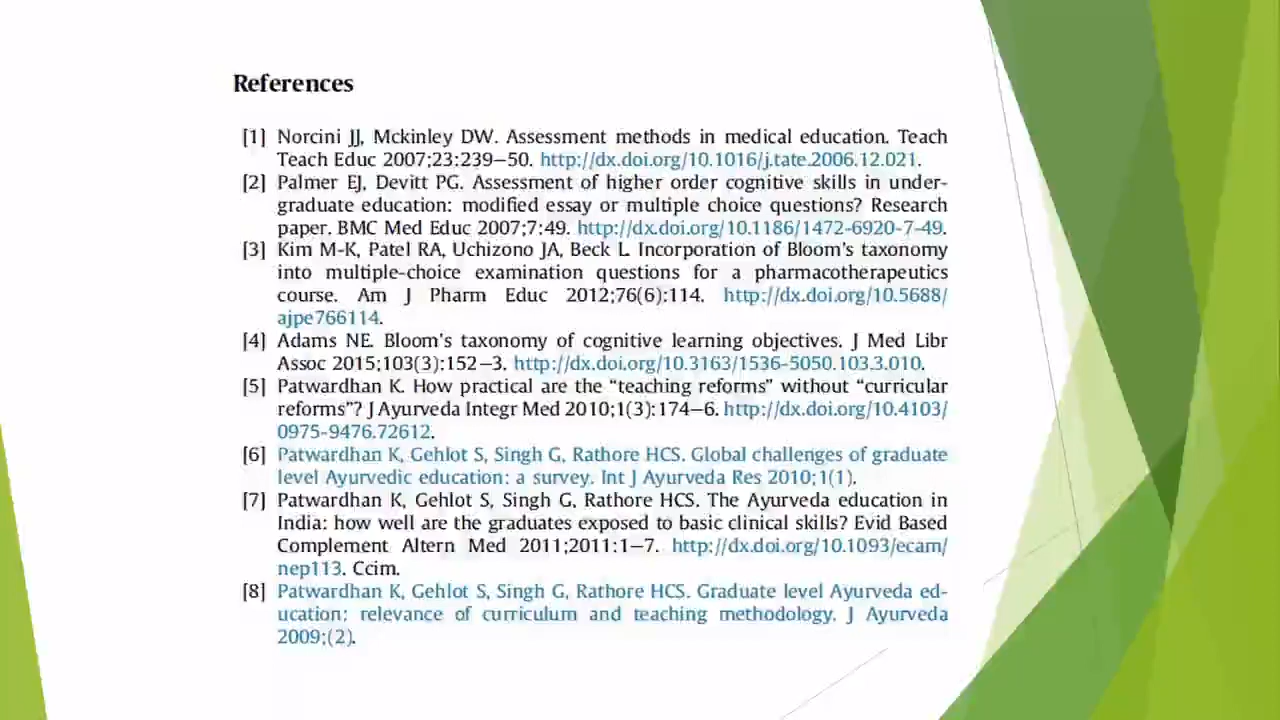 References
[1] Norcini JJ, Mckinley DW. Assessment methods in medical education. Teach
Teach Educ 2007;23:239–50. http://dx.doi.org/10.1016/j.tate.2006.12.021.
[2] Palmer EJ, Devitt PG. Assessment of higher order cognitive skills in under-
graduate education: modified essay or multiple choice questions? Research
paper. BMC Med Educ 2007;7:49. http://dx.doi.org/10.1186/1472-6920-7-49.
[3] Kim M-K, Patel RA, Uchizono JA, Beck L. Incorporation of Bloom's taxonomy
into multiple-choice examination questions for a pharmacotherapeutics
course. Am J Pharm Educ 2012;76(6):114. http://dx.doi.org/10.5688/
ajpe766114.
[4] Adams NE. Bloom's taxonomy of cognitive learning objectives. J Med Libr
Assoc 2015;103(3):152–3. http://dx.doi.org/10.3163/1536-5050.103.3.010.
[5] Patwardhan K. How practical are the “teaching reforms” without “curricular
reforms”? J Ayurveda Integr Med 2010;1(3):174–6. http://dx.doi.org/10.4103/
0975-9476.72612.
[6] Patwardhan K, Gehlot S, Singh G, Rathore HCS. Global challenges of graduate
level Ayurvedic education: a survey. Int J Ayurveda Res 2010;1(1).
[7] Patwardhan K, Gehlot S, Singh G, Rathore HCS. The Ayurveda education in
India: how well are the graduates exposed to basic clinical skills? Evid Based
Complement Altern Med 2011;2011:1–7. http://dx.doi.org/10.1093/ecam/
nep113. Ccim.
[8] Patwardhan K, Gehlot S, Singh G, Rathore HCS. Graduate level Ayurveda ed-
ucation: relevance of curriculum and teaching methodology. J Ayurveda
2009;(2).